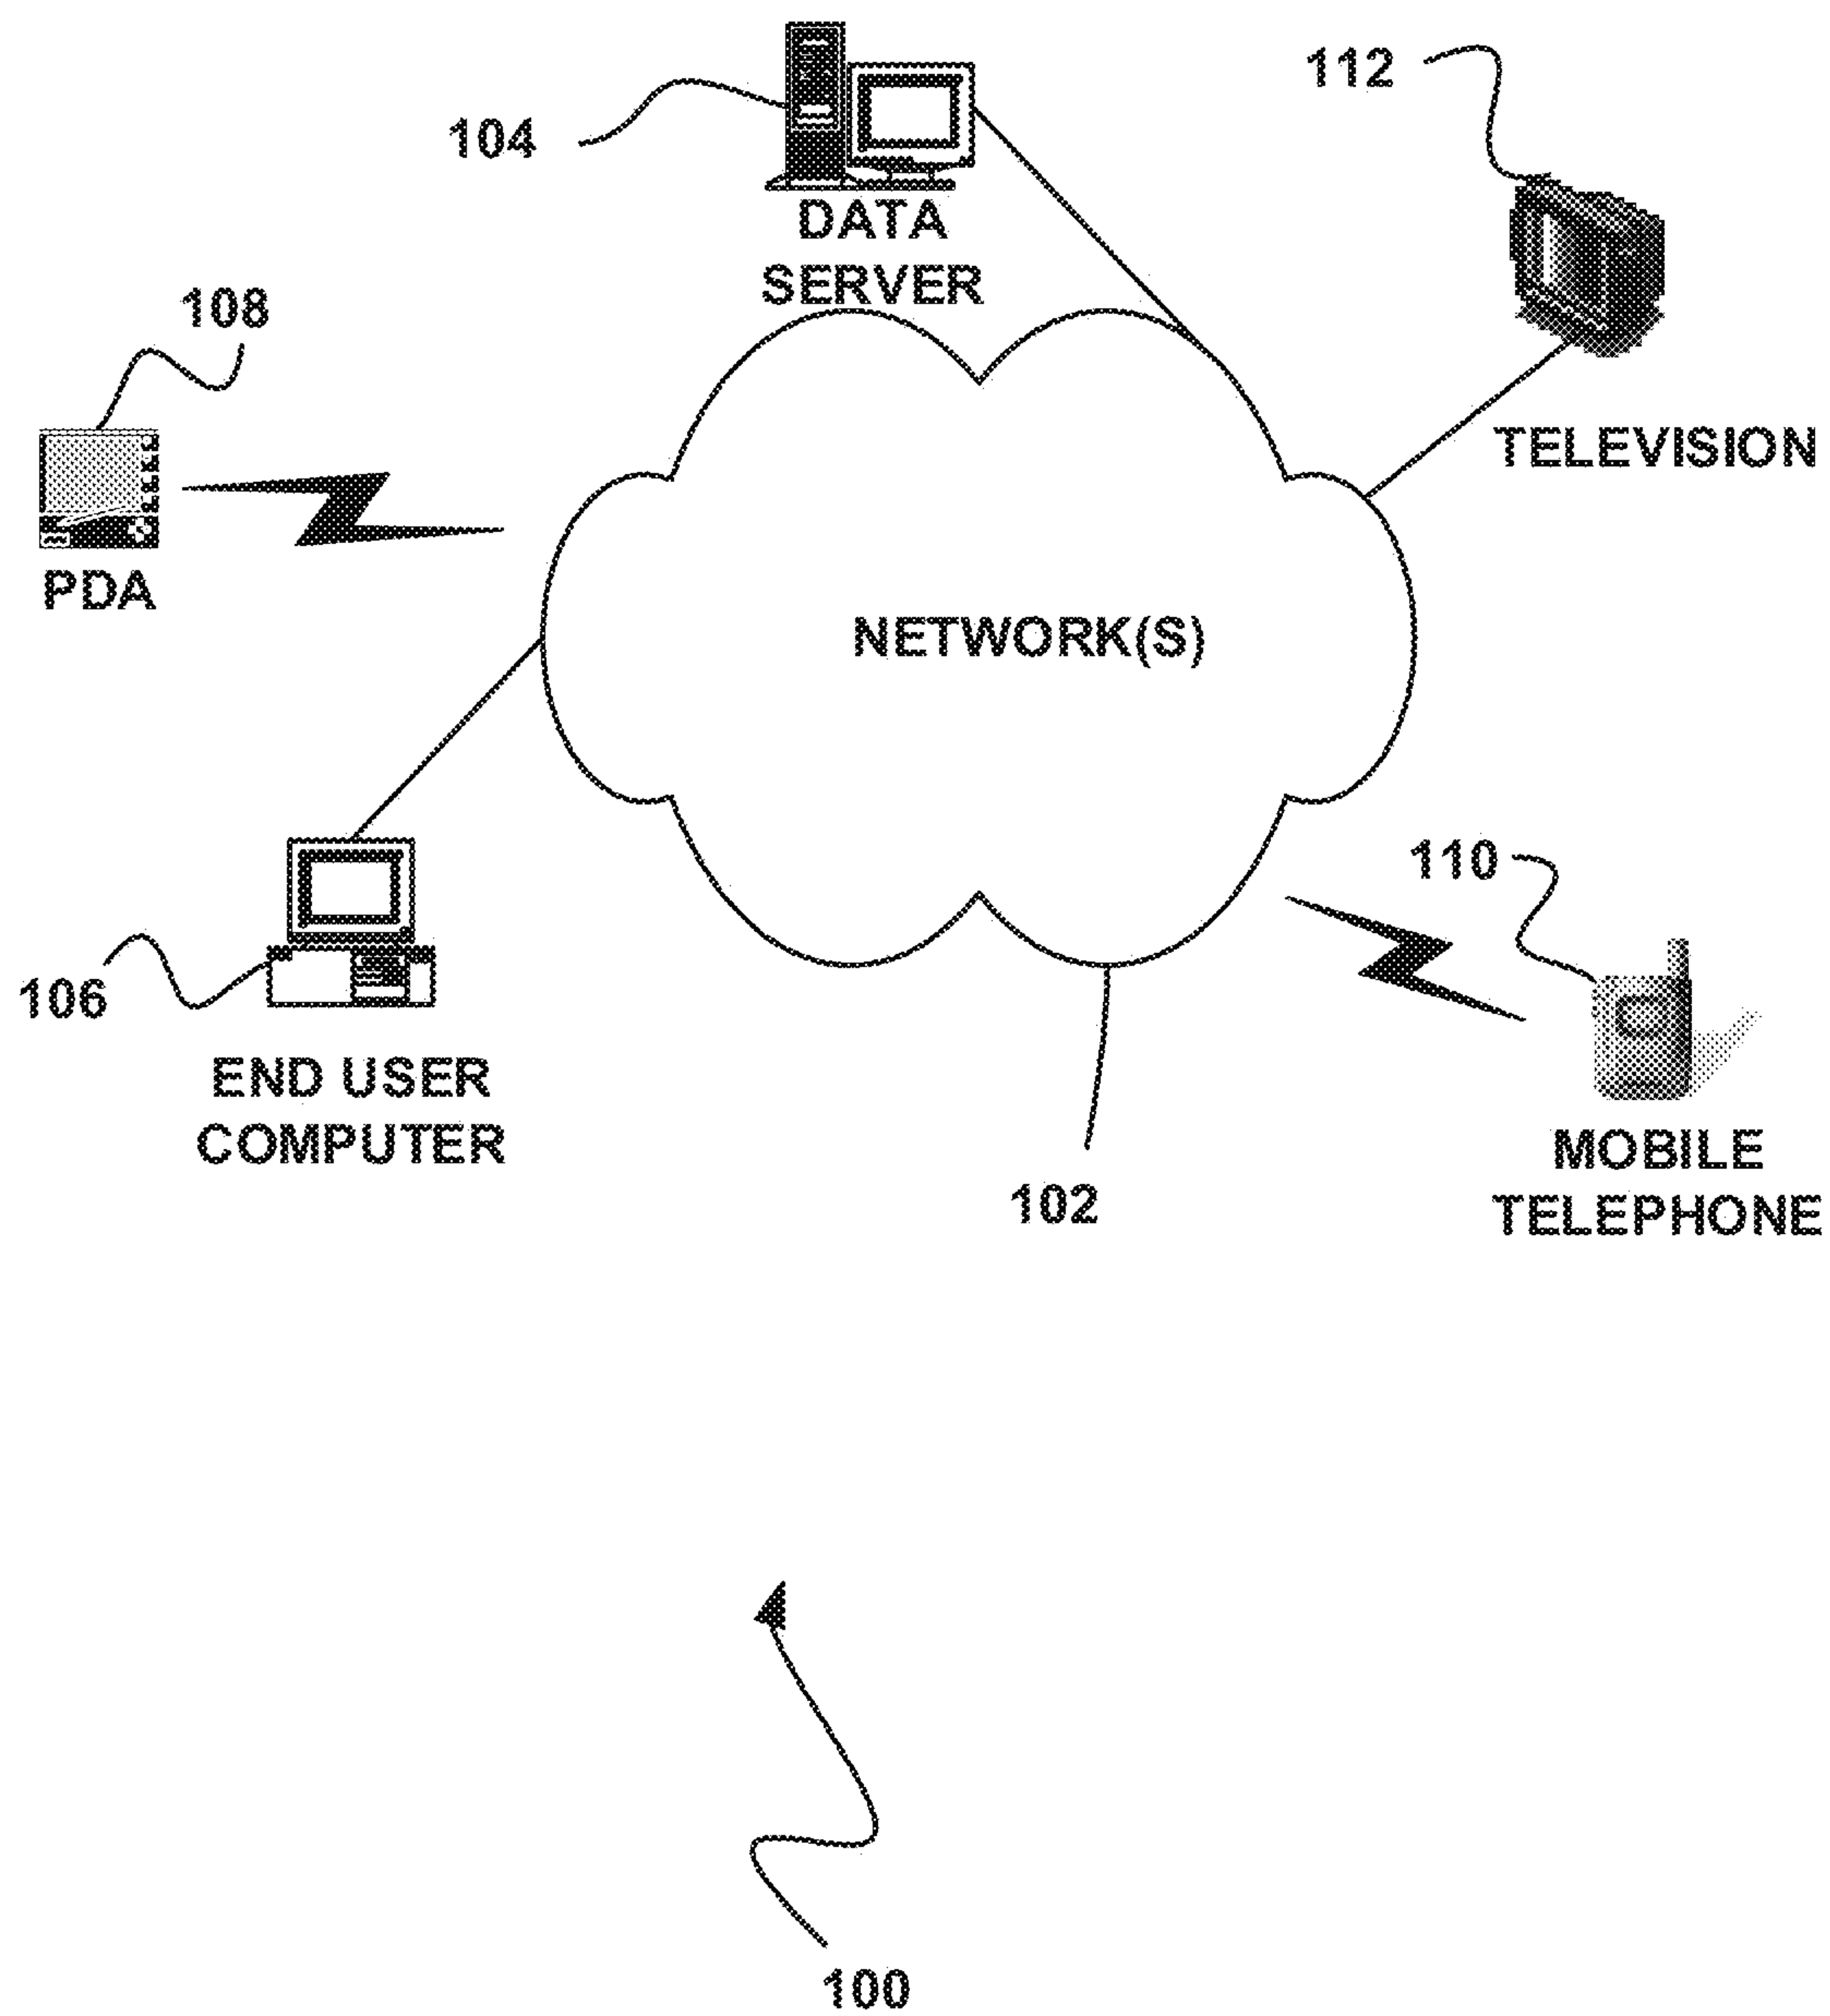 104
112
DATA
SERVER
108
TELEVISION
PDA
NETWORK(S)
110
106
END USER
COMPUTER
102
MOBILE
TELEPHONE
100